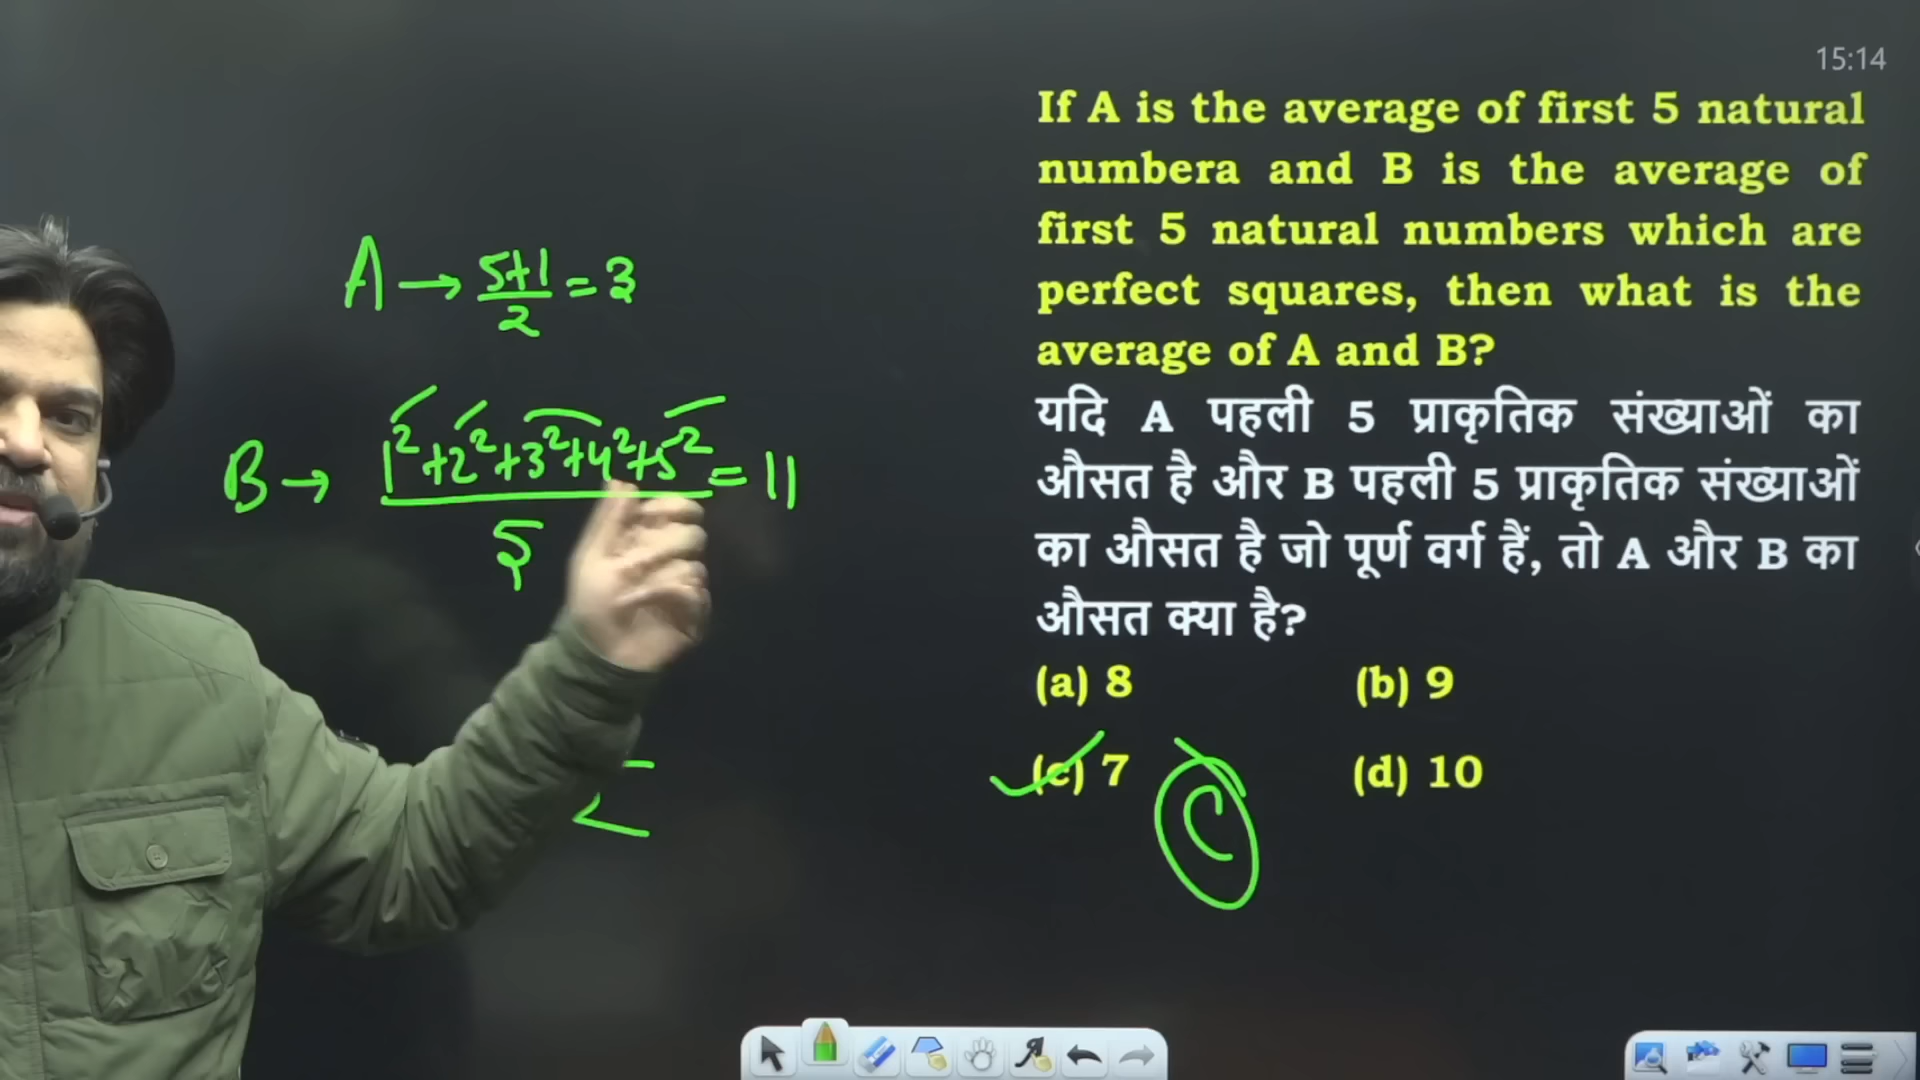 15:14
If A is the average of first 5 natural
numbera and B is the average of
first 5 natural numbers which are
perfect squares, then what is the
average of A and B?
यदि A पहली 5 प्राकृतिक संख्याओं का
औसत है और B पहली 5 प्राकृतिक संख्याओं
का औसत है जो पूर्ण वर्ग हैं, तो A और B का
औसत क्या है?
(a) 8 (b) 9
(c) 7 (d) 10
C
A → 5+1/2 = 3
B → 1²+2²+3²+4²+5²/5 = 11